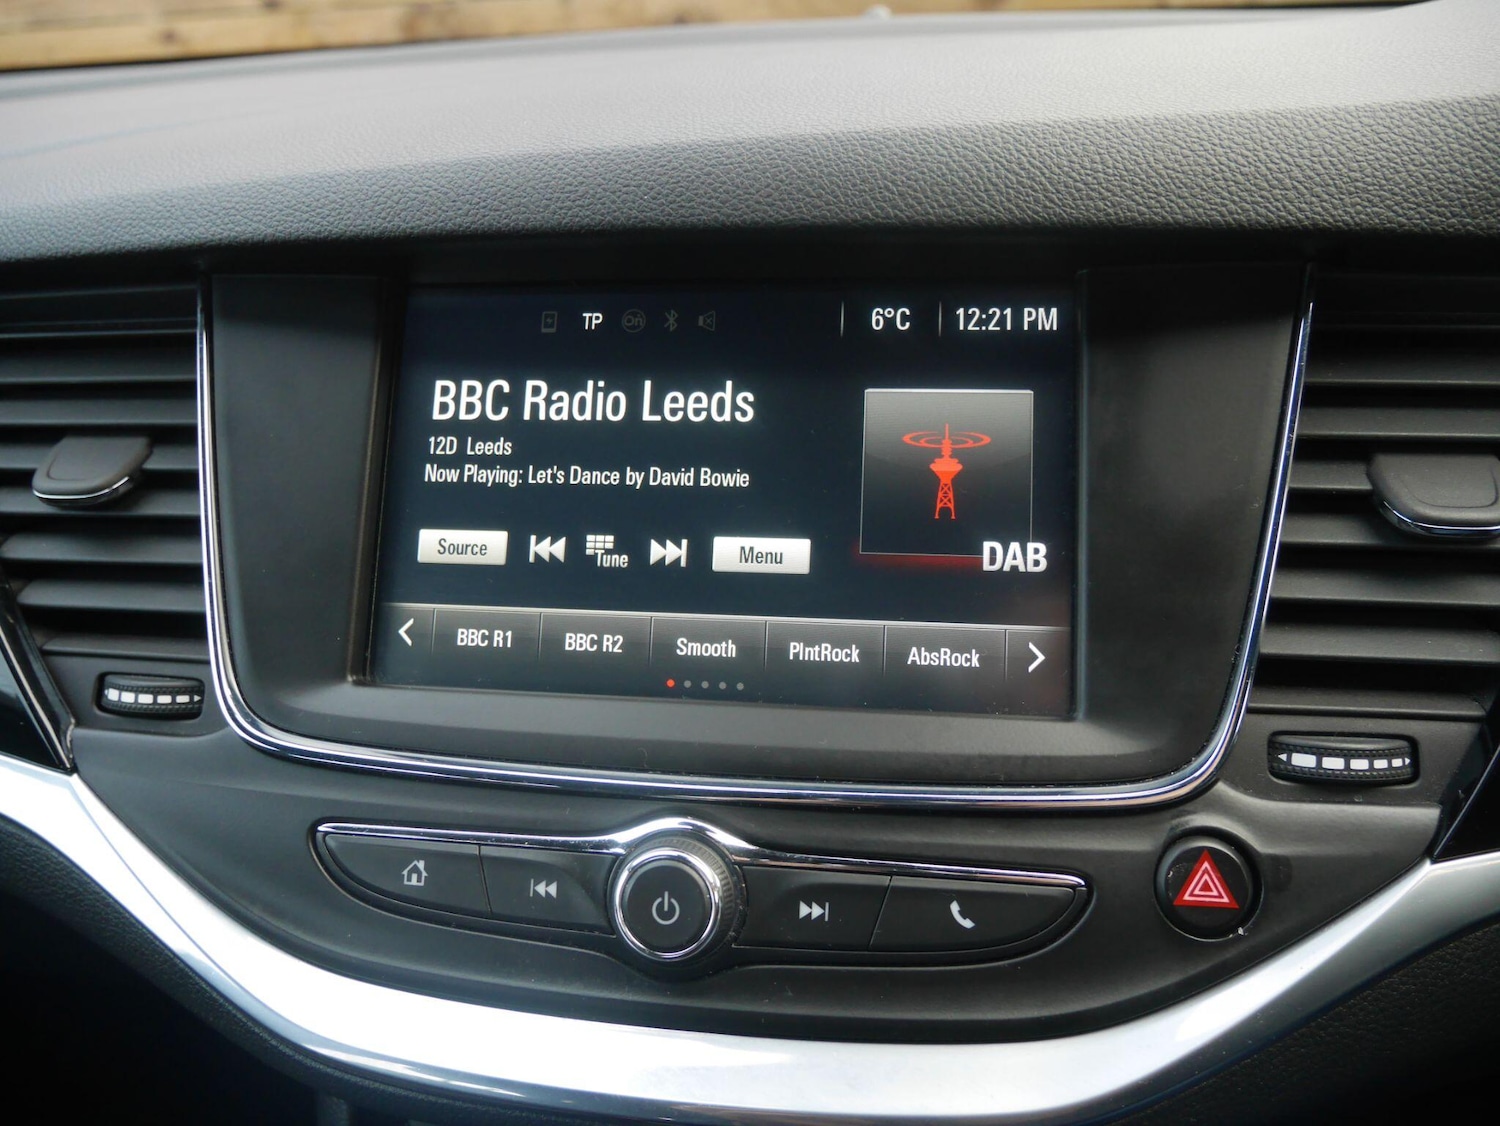 TP On 6°C 12:21 PM
BBC Radio Leeds
12D Leeds
Now Playing: Let's Dance by David Bowie
Source Tune Menu
DAB
BBC R1 BBC R2 Smooth PlntRock AbsRock